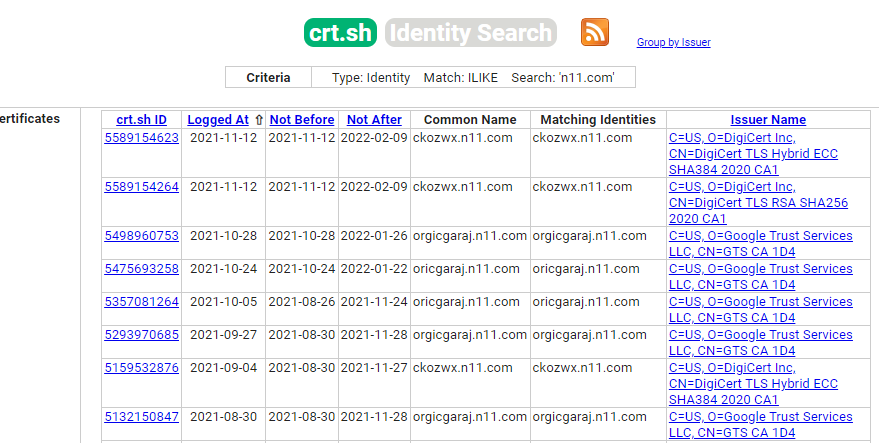 crt.sh Identity Search
Group by Issuer
Criteria Type: Identity Match: ILIKE Search: 'n11.com'
ertificates
crt.sh ID Logged At ⇧ Not Before Not After Common Name Matching Identities Issuer Name
5589154623 2021-11-12 2021-11-12 2022-02-09 ckozwx.n11.com ckozwx.n11.com C=US, O=DigiCert Inc,
CN=DigiCert TLS Hybrid ECC
SHA384 2020 CA1
5589154264 2021-11-12 2021-11-12 2022-02-09 ckozwx.n11.com ckozwx.n11.com C=US, O=DigiCert Inc,
CN=DigiCert TLS RSA SHA256
2020 CA1
5498960753 2021-10-28 2021-10-28 2022-01-26 orgicgaraj.n11.com orgicgaraj.n11.com C=US, O=Google Trust Services
LLC, CN=GTS CA 1D4
5475693258 2021-10-24 2021-10-24 2022-01-22 oricgaraj.n11.com oricgaraj.n11.com C=US, O=Google Trust Services
LLC, CN=GTS CA 1D4
5357081264 2021-10-05 2021-08-26 2021-11-24 oricgaraj.n11.com oricgaraj.n11.com C=US, O=Google Trust Services
LLC, CN=GTS CA 1D4
5293970685 2021-09-27 2021-08-30 2021-11-28 orgicgaraj.n11.com orgicgaraj.n11.com C=US, O=Google Trust Services
LLC, CN=GTS CA 1D4
5159532876 2021-09-04 2021-08-30 2021-11-27 ckozwx.n11.com ckozwx.n11.com C=US, O=DigiCert Inc,
CN=DigiCert TLS Hybrid ECC
SHA384 2020 CA1
5132150847 2021-08-30 2021-08-30 2021-11-28 orgicgaraj.n11.com orgicgaraj.n11.com C=US, O=Google Trust Services
LLC, CN=GTS CA 1D4